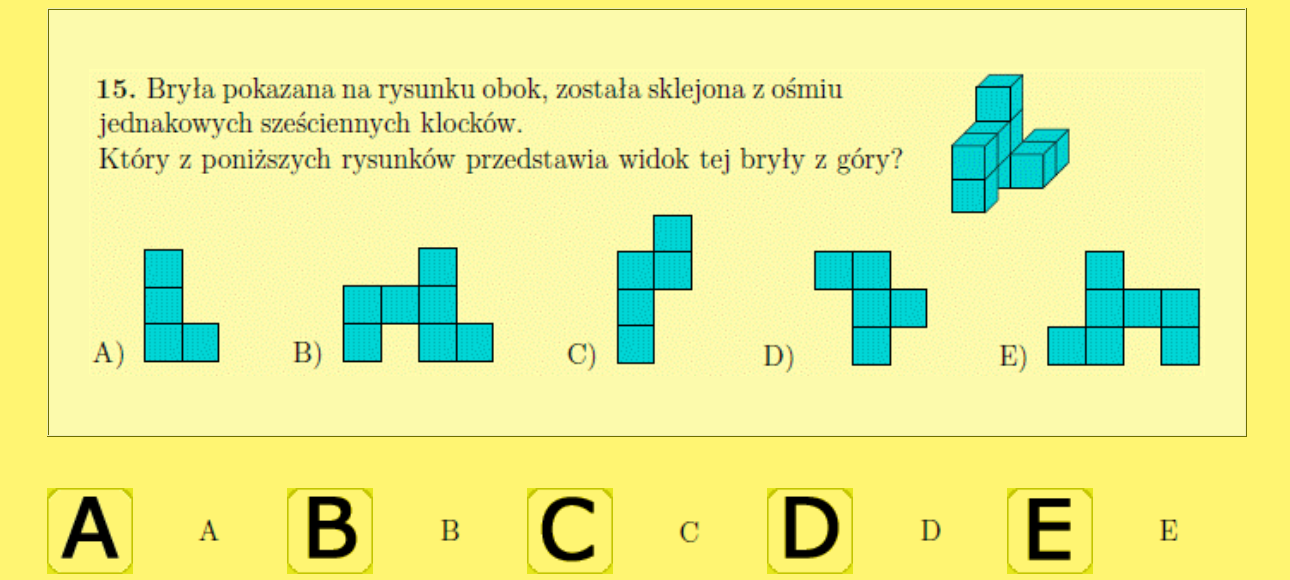 15. Bryła pokazana na rysunku obok, została sklejona z ośmiu
jednakowych sześciennych klocków.
Który z poniższych rysunków przedstawia widok tej bryły z góry?
A) B) C) D) E)
A A B B C C D D E E